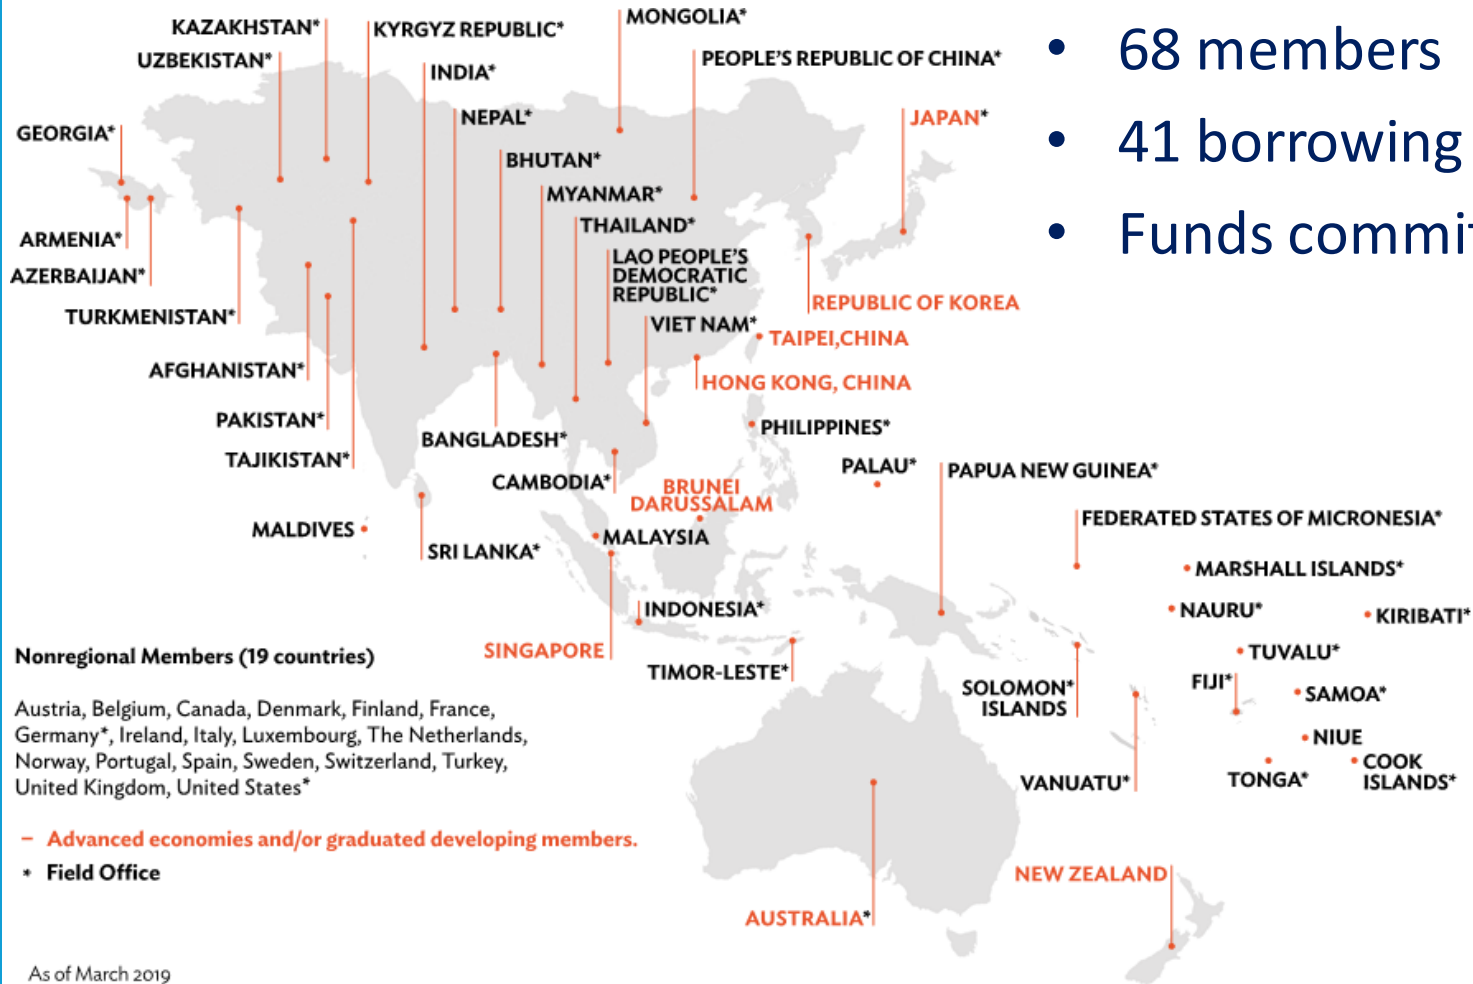 KAZAKHSTAN*
KYRGYZ REPUBLIC*
MONGOLIA*
UZBEKISTAN*
INDIA*
PEOPLE'S REPUBLIC OF CHINA*
GEORGIA*
NEPAL*
JAPAN*
BHUTAN*
MYANMAR*
THAILAND*
ARMENIA*
LAO PEOPLE'S
DEMOCRATIC
REPUBLIC*
AZERBAIJAN*
TURKMENISTAN*
REPUBLIC OF KOREA
VIET NAM*
TAIPEI,CHINA
AFGHANISTAN*
HONG KONG, CHINA
PAKISTAN*
BANGLADESH*
PHILIPPINES*
TAJIKISTAN*
CAMBODIA*
BRUNEI
DARUSSALAM
PALAU*
PAPUA NEW GUINEA*
MALDIVES
SRI LANKA*
MALAYSIA
FEDERATED STATES OF MICRONESIA*
MARSHALL ISLANDS*
INDONESIA*
NAURU*
KIRIBATI*
SINGAPORE
TIMOR-LESTE*
TUVALU*
SOLOMON*
ISLANDS
FIJI*
SAMOA*
NIUE
VANUATU*
TONGA*
COOK
ISLANDS*
NEW ZEALAND
AUSTRALIA*
• 68 members
• 41 borrowing
• Funds commit
Nonregional Members (19 countries)
Austria, Belgium, Canada, Denmark, Finland, France,
Germany*, Ireland, Italy, Luxembourg, The Netherlands,
Norway, Portugal, Spain, Sweden, Switzerland, Turkey,
United Kingdom, United States*
– Advanced economies and/or graduated developing members.
* Field Office
As of March 2019